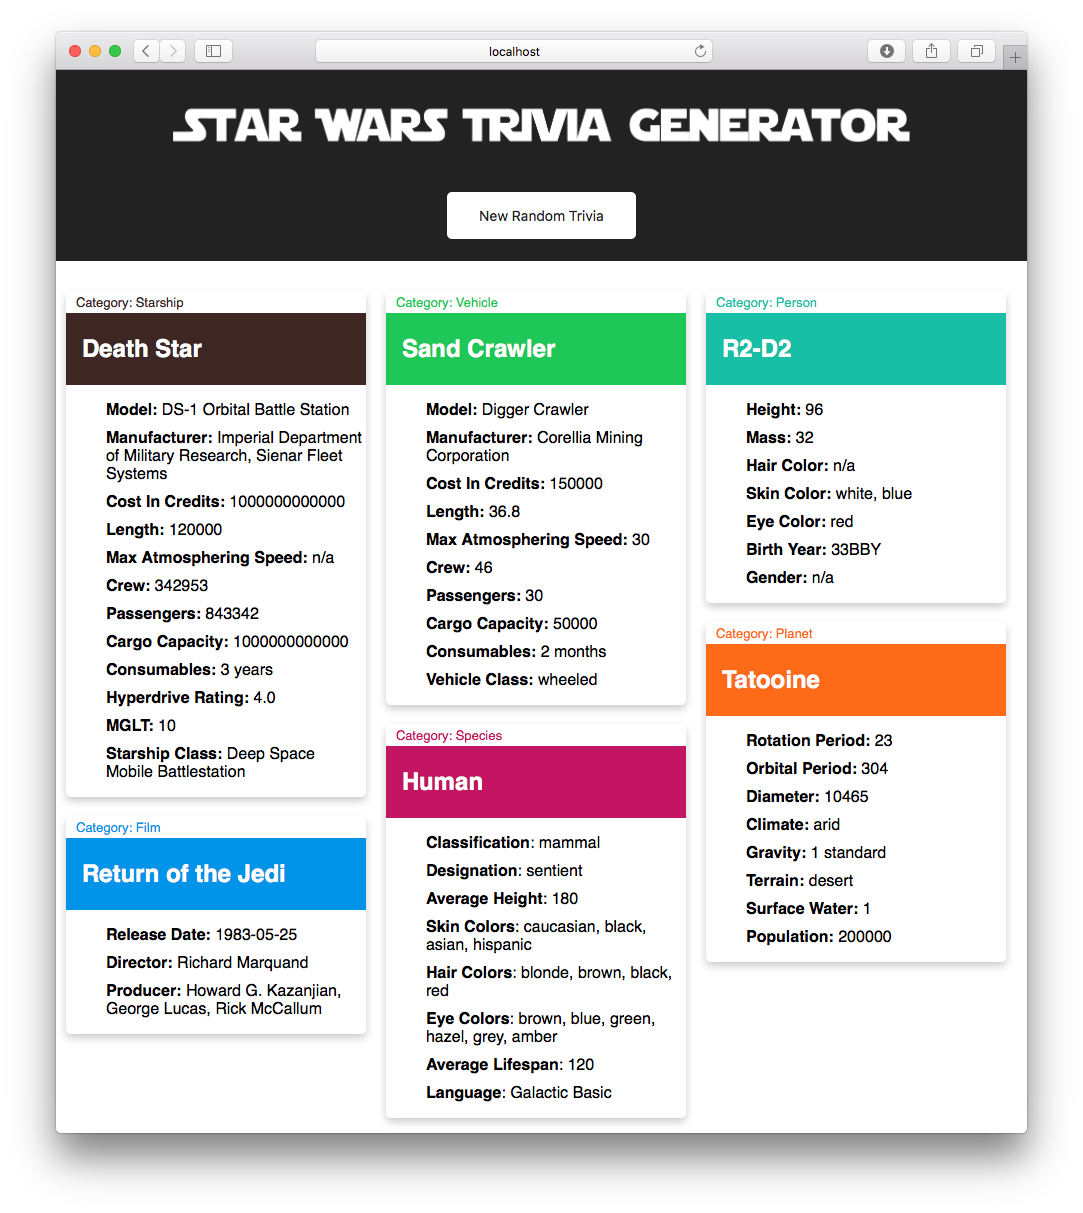 localhost
STAR WARS TRIVIA GENERATOR
New Random Trivia
Category: Starship
Death Star
Model: DS-1 Orbital Battle Station
Manufacturer: Imperial Department
of Military Research, Sienar Fleet
Systems
Cost In Credits: 1000000000000
Length: 120000
Max Atmosphering Speed: n/a
Crew: 342953
Passengers: 843342
Cargo Capacity: 1000000000000
Consumables: 3 years
Hyperdrive Rating: 4.0
MGLT: 10
Starship Class: Deep Space
Mobile Battlestation
Category: Film
Return of the Jedi
Release Date: 1983-05-25
Director: Richard Marquand
Producer: Howard G. Kazanjian,
George Lucas, Rick McCallum
Category: Vehicle
Sand Crawler
Model: Digger Crawler
Manufacturer: Corellia Mining
Corporation
Cost In Credits: 150000
Length: 36.8
Max Atmosphering Speed: 30
Crew: 46
Passengers: 30
Cargo Capacity: 50000
Consumables: 2 months
Vehicle Class: wheeled
Category: Species
Human
Classification: mammal
Designation: sentient
Average Height: 180
Skin Colors: caucasian, black,
asian, hispanic
Hair Colors: blonde, brown, black,
red
Eye Colors: brown, blue, green,
hazel, grey, amber
Average Lifespan: 120
Language: Galactic Basic
Category: Person
R2-D2
Height: 96
Mass: 32
Hair Color: n/a
Skin Color: white, blue
Eye Color: red
Birth Year: 33BBY
Gender: n/a
Category: Planet
Tatooine
Rotation Period: 23
Orbital Period: 304
Diameter: 10465
Climate: arid
Gravity: 1 standard
Terrain: desert
Surface Water: 1
Population: 200000